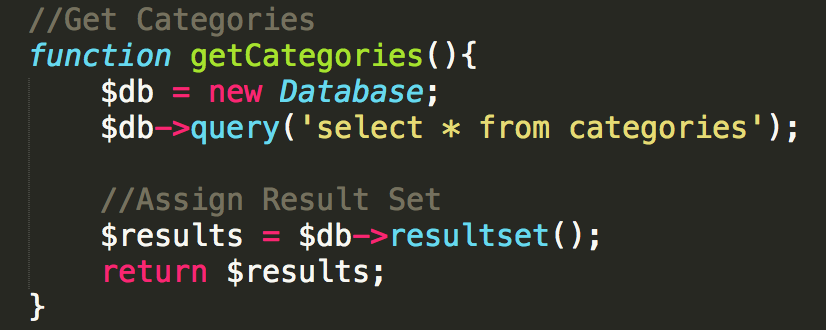 //Get Categories
function getCategories(){
$db = new Database;
$db->query('select * from categories');
//Assign Result Set
$results = $db->resultset();
return $results;
}